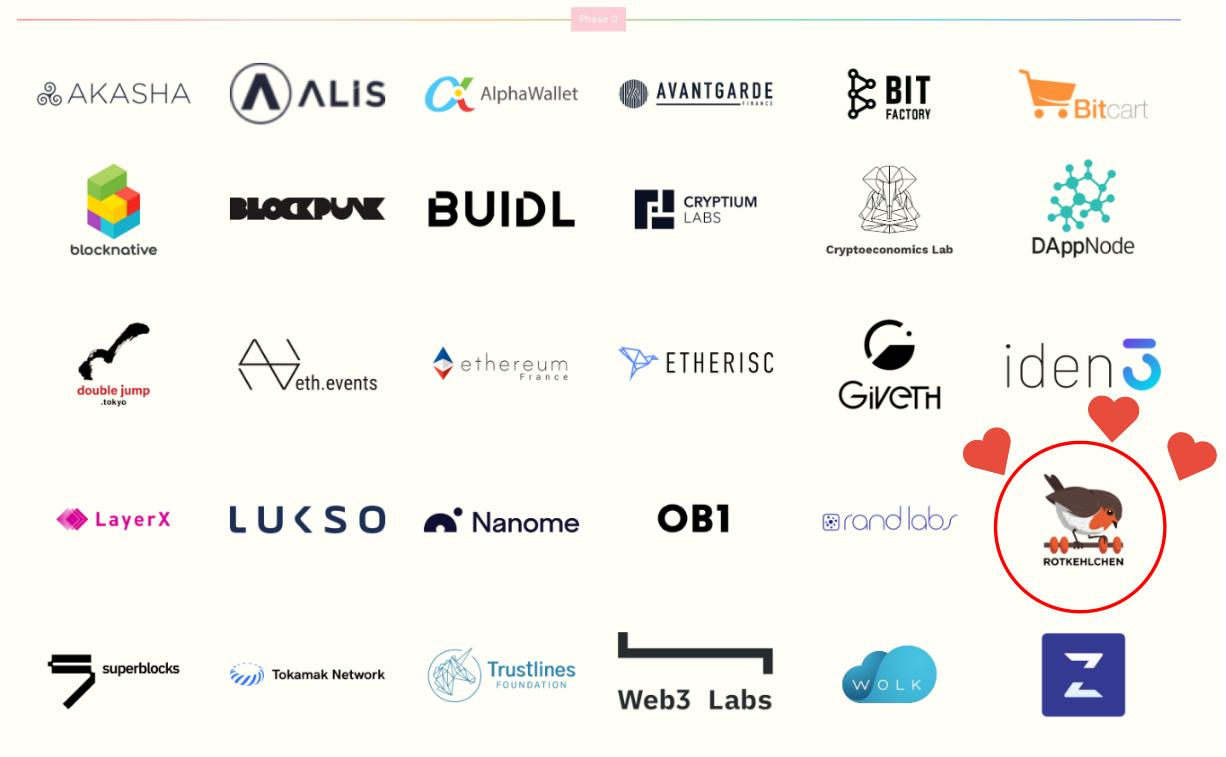 Phase 0
AKASHA
ALIS
AlphaWallet
AVANTGARDE
FINANCE
BIT
FACTORY
Bitcart
blocknative
BLOCKPUNK
BUIDL
CRYPTIUM
LABS
Cryptoeconomics Lab
DAppNode
double jump
.tokyo
eth.events
ethereum
France
ETHERISC
GIVETH
iden3
LayerX
LUKSO
Nanome
OB1
rand labs
ROTKEHLCHEN
superblocks
Tokamak Network
Trustlines
FOUNDATION
Web3 Labs
WOLK
Z